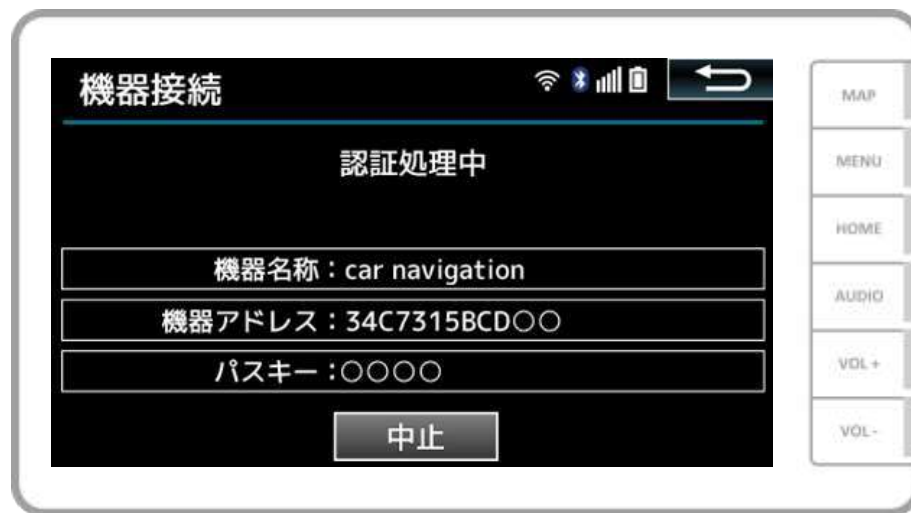 機器接続
認証処理中
機器名称：car navigation
機器アドレス：34C7315BCD○○
パスキー：○○○○
中止
MAP
MENU
HOME
AUDIO
VOL +
VOL -